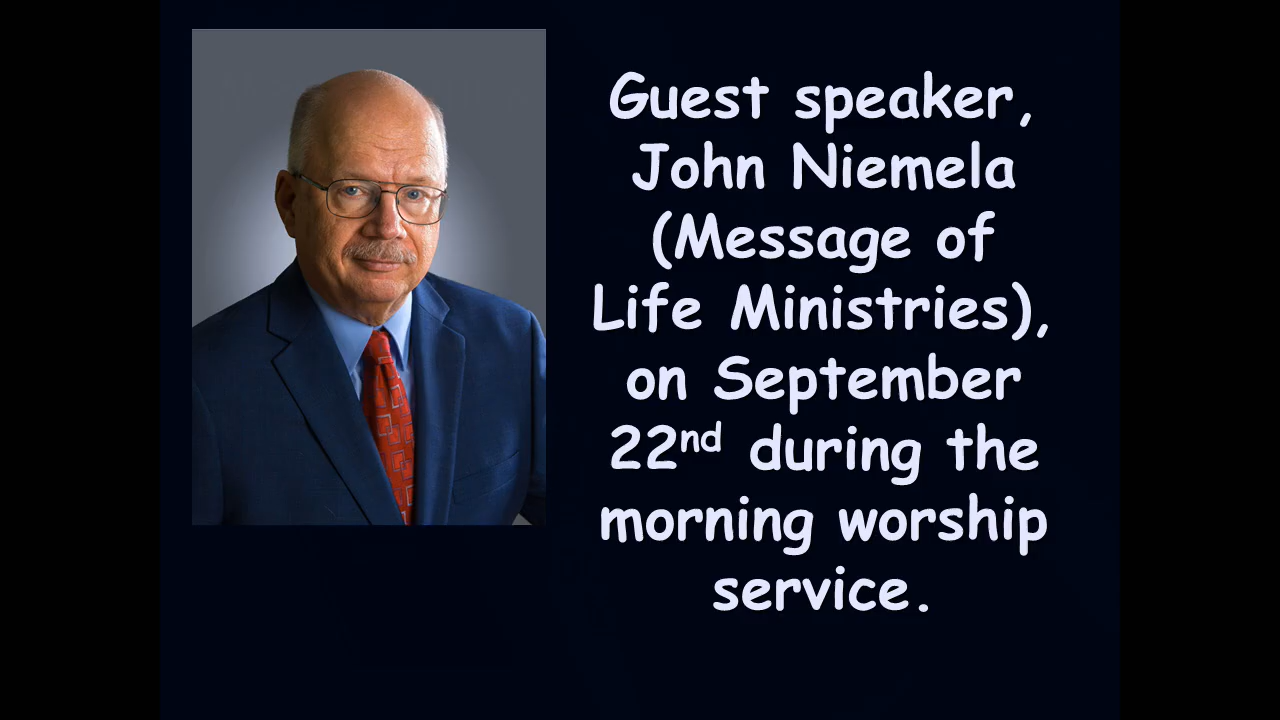 Guest speaker,
John Niemela
(Message of
Life Ministries),
on September
22nd during the
morning worship
service.